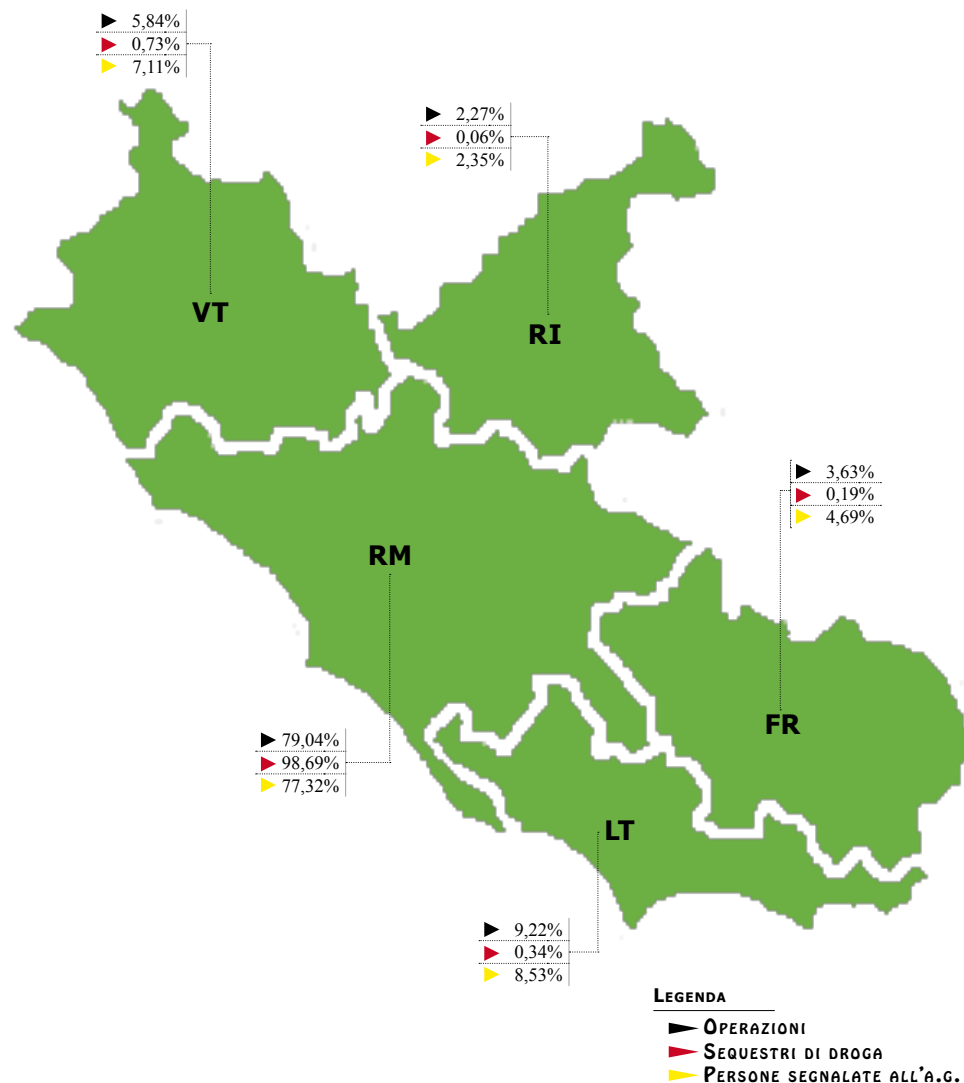 5,84%
0,73%
7,11%
2,27%
0,06%
2,35%
VT
RI
3,63%
0,19%
4,69%
RM
FR
79,04%
98,69%
77,32%
LT
9,22%
0,34%
8,53%
LEGENDA
OPERAZIONI
SEQUESTRI DI DROGA
PERSONE SEGNALATE ALL'A.G.